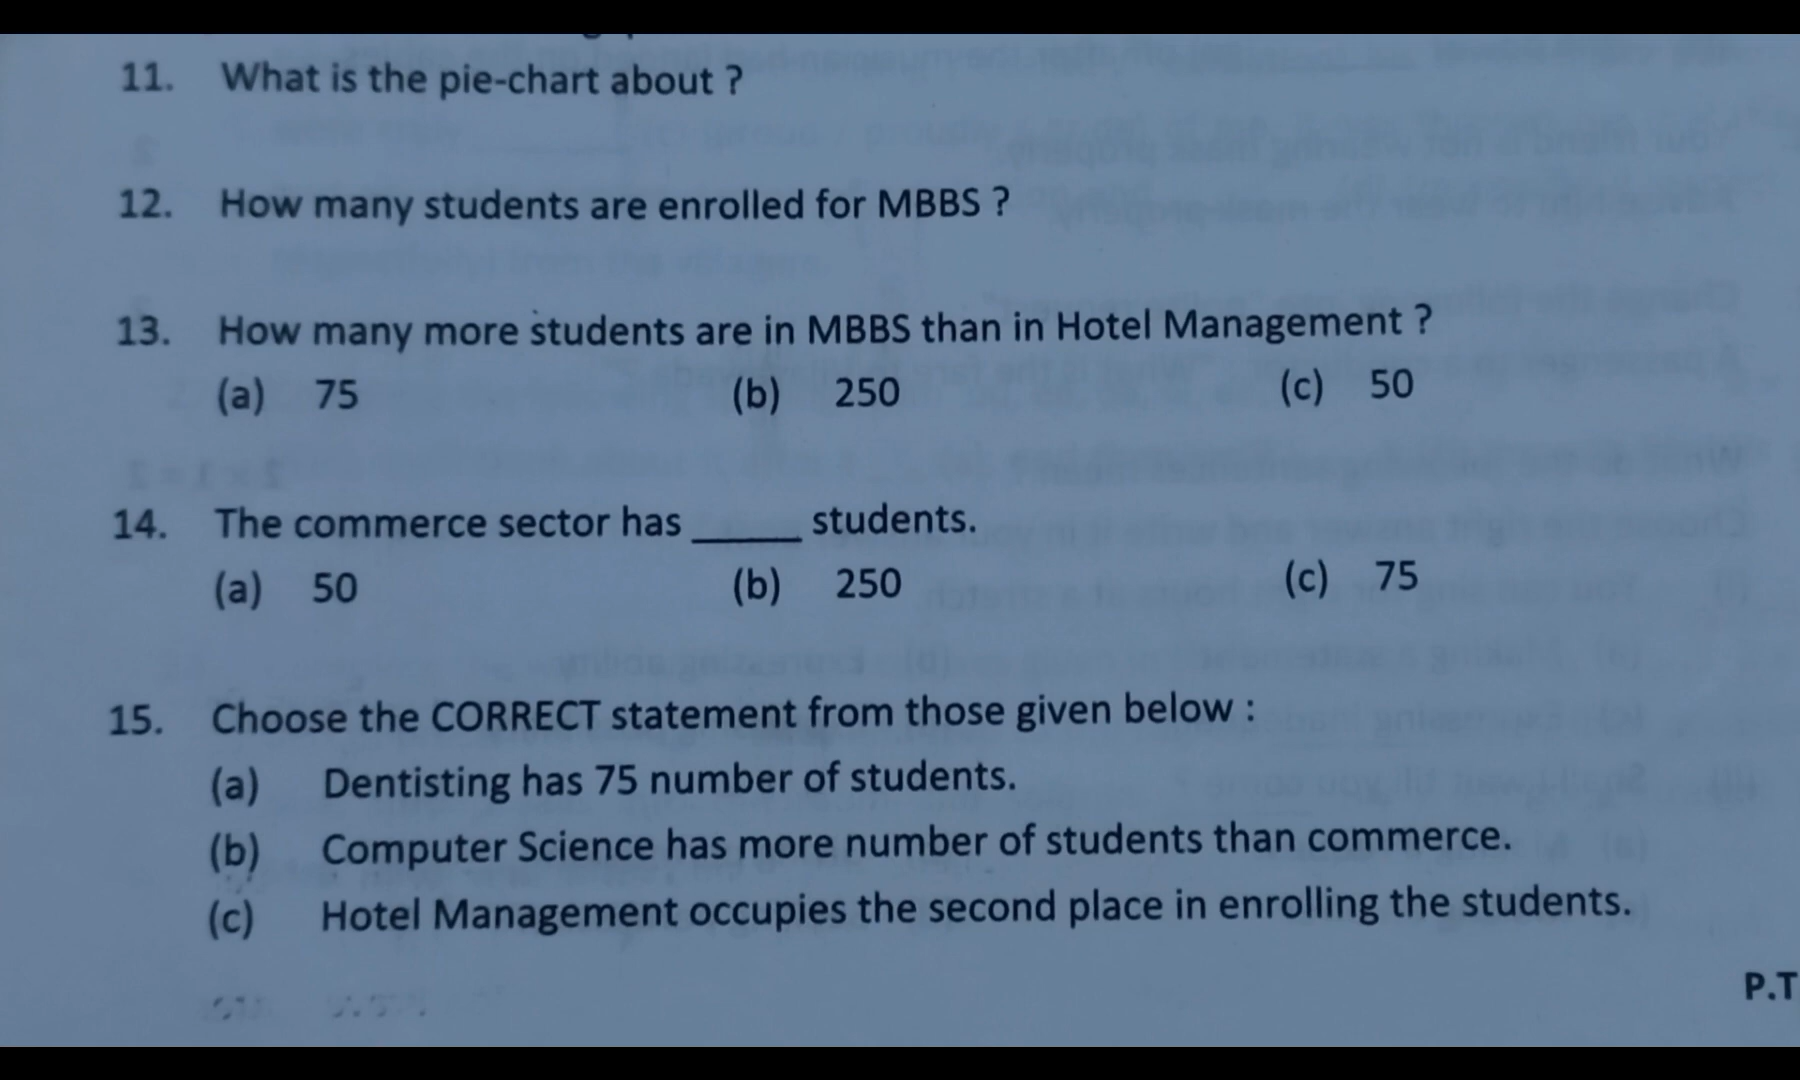 11. What is the pie-chart about ?
12. How many students are enrolled for MBBS ?
13. How many more students are in MBBS than in Hotel Management ?
(a) 75 (b) 250 (c) 50
14. The commerce sector has _____ students.
(a) 50 (b) 250 (c) 75
15. Choose the CORRECT statement from those given below :
(a) Dentisting has 75 number of students.
(b) Computer Science has more number of students than commerce.
(c) Hotel Management occupies the second place in enrolling the students.
P.T